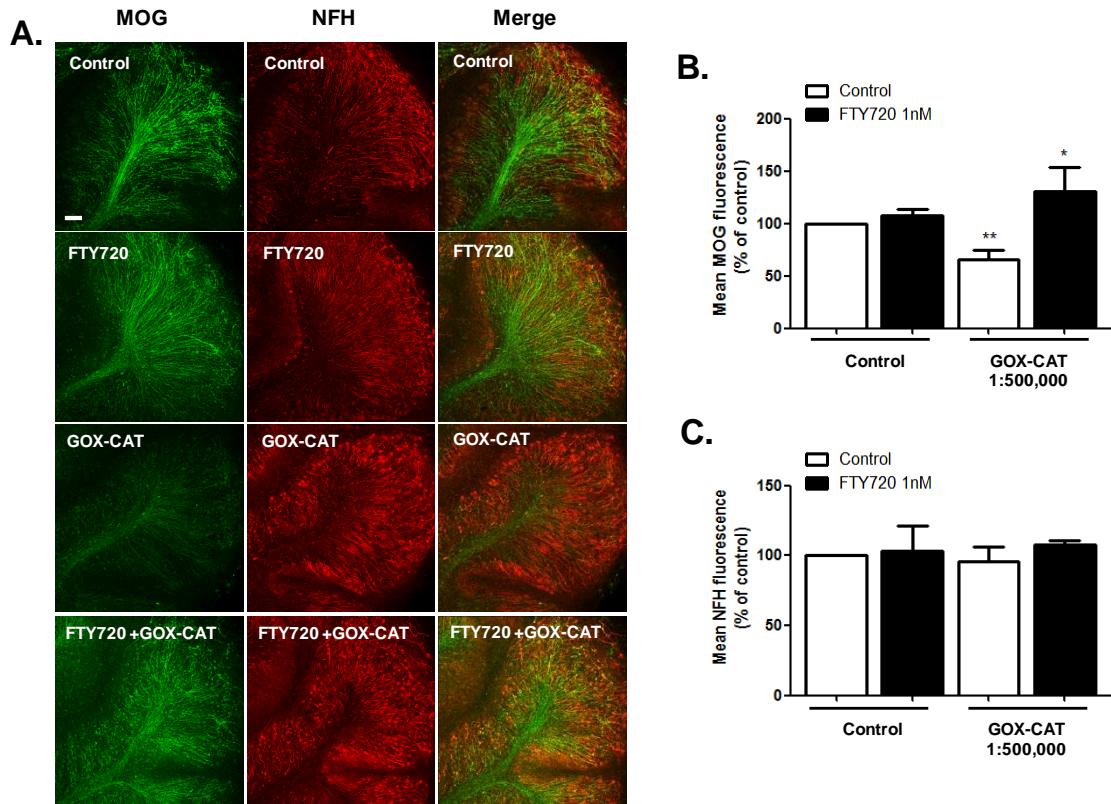 A.
MOG NFH Merge
Control Control Control
FTY720 FTY720 FTY720
GOX-CAT GOX-CAT GOX-CAT
FTY720 +GOX-CAT FTY720 +GOX-CAT FTY720 +GOX-CAT
B.
Control
FTY720 1nM
Mean MOG fluorescence
(% of control)
200
150
100
50
0
*
**
Control GOX-CAT
1:500,000
C.
Control
FTY720 1nM
Mean NFH fluorescence
(% of control)
150
100
50
0
Control GOX-CAT
1:500,000